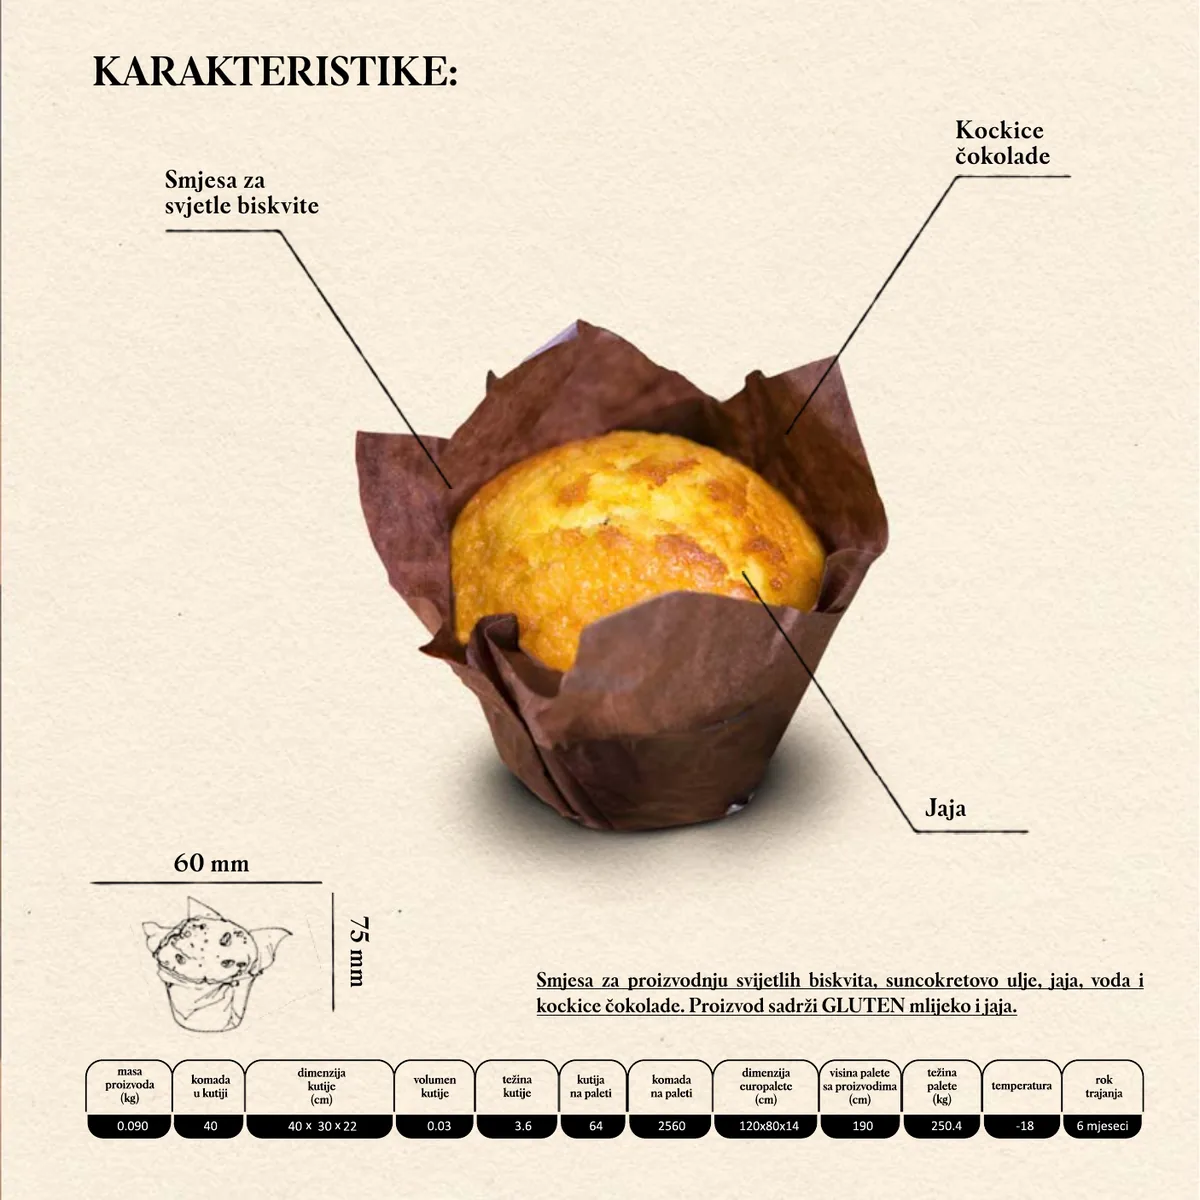 KARAKTERISTIKE:
Kockice
čokolade
Smjesa za
svjetle biskvite
Jaja
60 mm
75 mm
Smjesa za proizvodnju svijetlih biskvita, suncokretovo ulje, jaja, voda i
kockice čokolade. Proizvod sadrži GLUTEN mlijeko i jaja.
masa
proizvoda
(kg)
0.090
komada
u kutiji
40
dimenzija
kutije
(cm)
40 x 30 x 22
volumen
kutije
0.03
težina
kutije
3.6
kutija
na paleti
64
komada
na paleti
2560
dimenzija
europalete
(cm)
120x80x14
visina palete
sa proizvodima
(cm)
190
težina
palete
(kg)
250.4
temperatura
-18
rok
trajanja
6 mjeseci